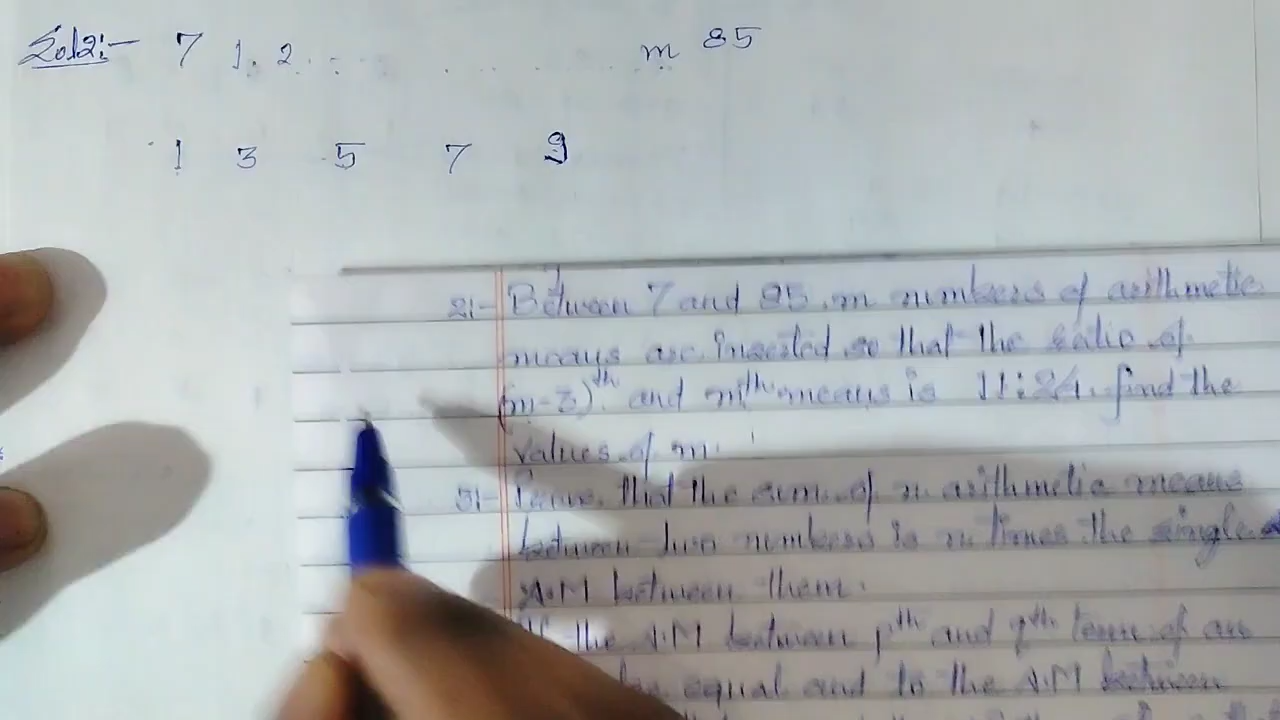 Sol2:- 7 1. 2 .................. m 85
1 3 5 7 9
2:- Between 7 and 85, m numbers of arithmetic
means are inserted so that the ratio of
(m-3)th and mth means is 11:24. find the
values of m.
5:- Prove that the sum of n arithmetic means
between two numbers is n times the single
A.M between them.
If the A.M between pth and qth term of an
be equal and to the A.M between